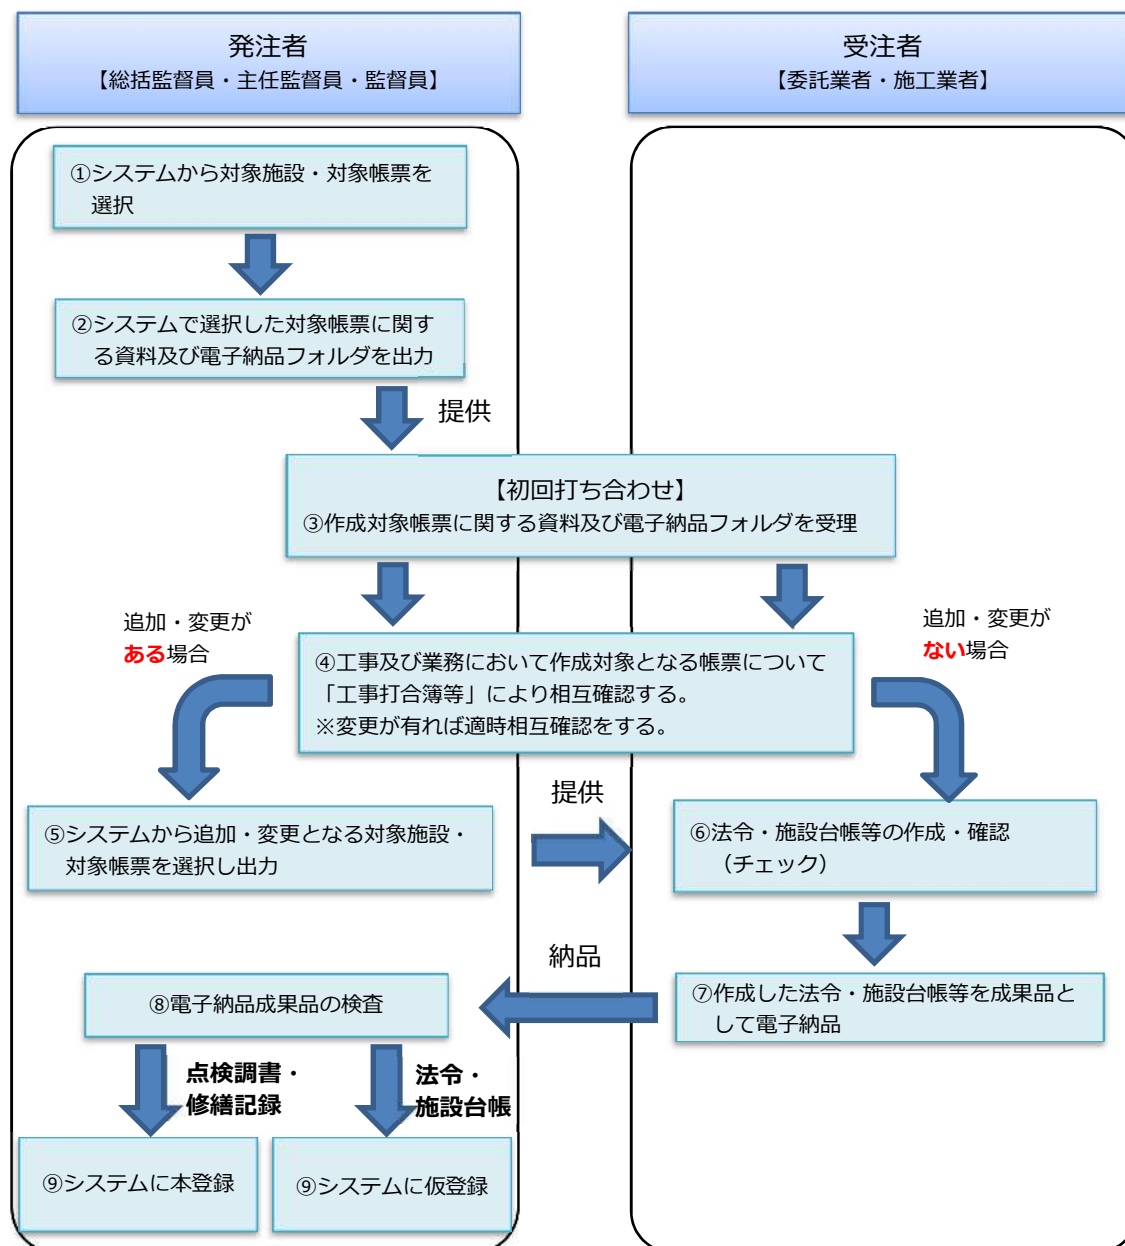 発注者
【総括監督員・主任監督員・監督員】
受注者
【委託業者・施工業者】
①システムから対象施設・対象帳票を
選択
②システムで選択した対象帳票に関す
る資料及び電子納品フォルダを出力
提供
【初回打ち合わせ】
③作成対象帳票に関する資料及び電子納品フォルダを受理
追加・変更が
ある場合
追加・変更が
ない場合
④工事及び業務において作成対象となる帳票について
「工事打合簿等」により相互確認する。
※変更が有れば適時相互確認をする。
⑤システムから追加・変更となる対象施設・
対象帳票を選択し出力
提供
⑥法令・施設台帳等の作成・確認
（チェック）
納品
⑦作成した法令・施設台帳等を成果品と
して電子納品
⑧電子納品成果品の検査
点検調書・
修繕記録
法令・
施設台帳
⑨システムに本登録
⑨システムに仮登録